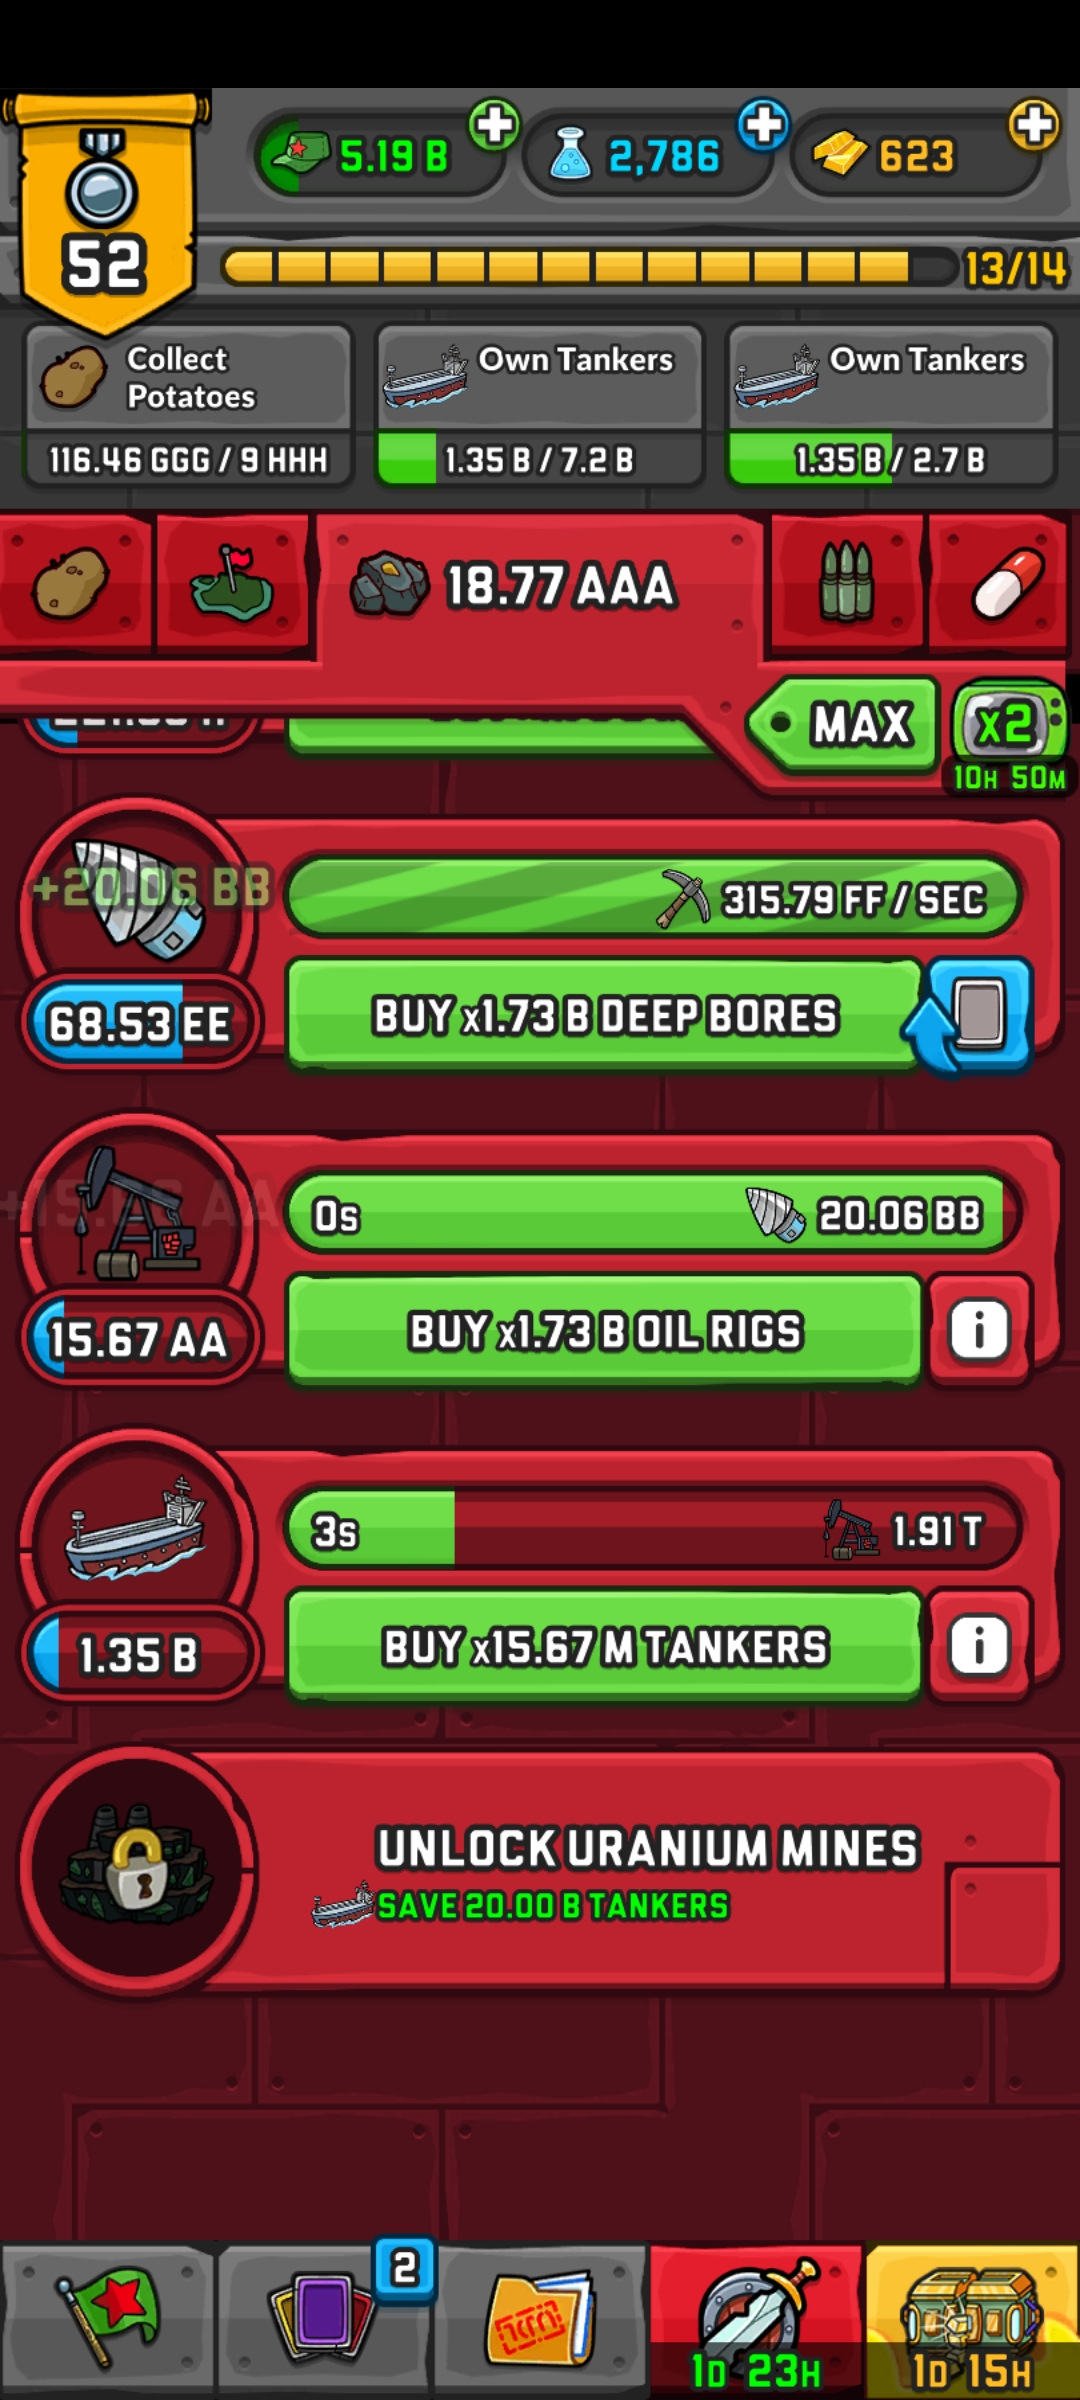 5.19 B
2,786
623
52
13/14
Collect
Potatoes
116.46 GGG / 9 HHH
Own Tankers
1.35 B / 7.2 B
Own Tankers
1.35 B / 2.7 B
18.77 AAA
MAX
X2
10H 50M
+20.06 BB
315.79 FF / SEC
68.53 EE
BUY x1.73 B DEEP BORES
0s
20.06 BB
15.67 AA
BUY x1.73 B OIL RIGS
i
3s
1.91 T
1.35 B
BUY x15.67 M TANKERS
i
UNLOCK URANIUM MINES
SAVE 20.00 B TANKERS
2
1D 23H
1D 15H